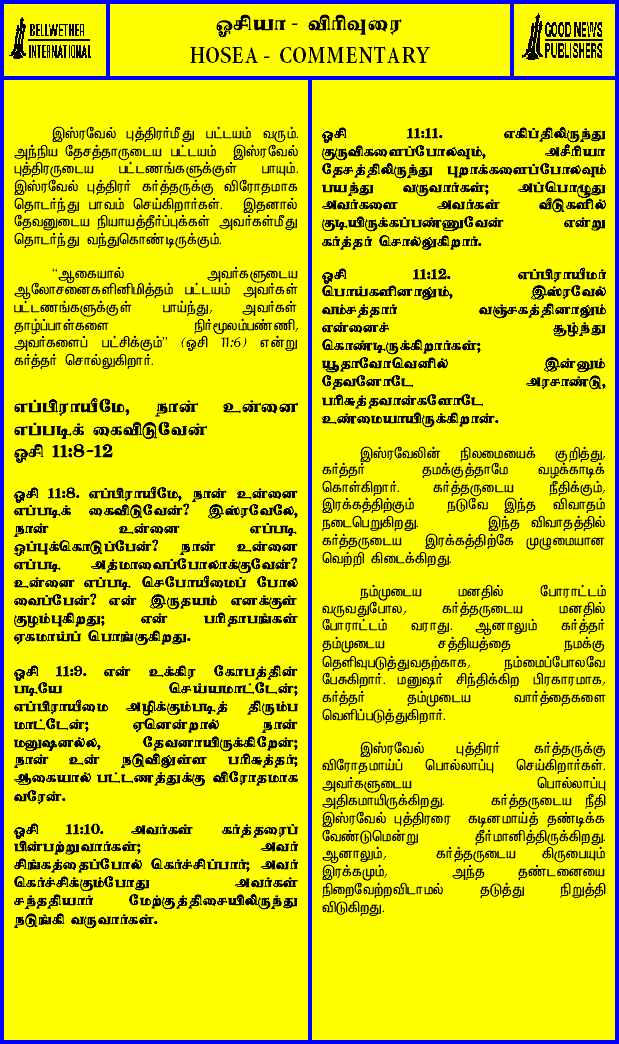 BELLWETHER
INTERNATIONAL
ஓசியா - விரிவுரை
HOSEA - COMMENTARY
GOOD NEWS
PUBLISHERS
இஸ்ரவேல் புத்திரர்மீது பட்டயம் வரும்.
அந்நிய தேசத்தாருடைய பட்டயம் இஸ்ரவேல்
புத்திரருடைய பட்டணங்களுக்குள் பாயும்.
இஸ்ரவேல் புத்திரர் கர்த்தருக்கு விரோதமாக
தொடர்ந்து பாவம் செய்கிறார்கள். இதனால்
தேவனுடைய நியாயத்தீர்ப்புக்கள் அவர்கள்மீது
தொடர்ந்து வந்துகொண்டிருக்கும்.
“ஆகையால் அவர்களுடைய
ஆலோசனைகளினிமித்தம் பட்டயம் அவர்கள்
பட்டணங்களுக்குள் பாய்ந்து, அவர்கள்
தாழ்ப்பாள்களை நிர்மூலம்பண்ணி,
அவர்களைப் பட்சிக்கும்” (ஓசி 11:6) என்று
கர்த்தர் சொல்லுகிறார்.
எப்பிராயீமே, நான் உன்னை
எப்படிக் கைவிடுவேன்
ஓசி 11:8-12
ஓசி 11:8. எப்பிராயீமே, நான் உன்னை
எப்படிக் கைவிடுவேன்? இஸ்ரவேலே,
நான் உன்னை எப்படி
ஒப்புக்கொடுப்பேன்? நான் உன்னை
எப்படி அத்மாவைப்போலாக்குவேன்?
உன்னை எப்படி செபோயீமைப் போல
வைப்பேன்? என் இருதயம் எனக்குள்
குழம்புகிறது; என் பரிதாபங்கள்
ஏகமாய்ப் பொங்குகிறது.
ஓசி 11:9. என் உக்கிர கோபத்தின்
படியே செய்யமாட்டேன்;
எப்பிராயீமை அழிக்கும்படித் திரும்ப
மாட்டேன்; ஏனென்றால் நான்
மனுஷனல்ல, தேவனாயிருக்கிறேன்;
நான் உன் நடுவிலுள்ள பரிசுத்தர்;
ஆகையால் பட்டணத்துக்கு விரோதமாக
வரேன்.
ஓசி 11:10. அவர்கள் கர்த்தரைப்
பின்பற்றுவார்கள்; அவர்
சிங்கத்தைப்போல் கெர்ச்சிப்பார்; அவர்
கெர்ச்சிக்கும்போது அவர்கள்
சந்ததியார் மேற்குத்திசையிலிருந்து
நடுங்கி வருவார்கள்.
ஓசி 11:11. எகிப்திலிருந்து
குருவிகளைப்போலவும், அசீரியா
தேசத்திலிருந்து புறாக்களைப்போலவும்
பயந்து வருவார்கள்; அப்பொழுது
அவர்களை அவர்கள் வீடுகளில்
குடியிருக்கப்பண்ணுவேன் என்று
கர்த்தர் சொல்லுகிறார்.
ஓசி 11:12. எப்பிராயீமர்
பொய்களினாலும், இஸ்ரவேல்
வம்சத்தார் வஞ்சகத்தினாலும்
என்னைச் சூழ்ந்து
கொண்டிருக்கிறார்கள்;
யூதாவோவெனில் இன்னும்
தேவனோடே அரசாண்டு,
பரிசுத்தவான்களோடே
உண்மையாயிருக்கிறான்.
இஸ்ரவேலின் நிலமையைக் குறித்து,
கர்த்தர் தமக்குத்தாமே வழக்காடிக்
கொள்கிறார். கர்த்தருடைய நீதிக்கும்,
இரக்கத்திற்கும் நடுவே இந்த விவாதம்
நடைபெறுகிறது. இந்த விவாதத்தில்
கர்த்தருடைய இரக்கத்திற்கே முழுமையான
வெற்றி கிடைக்கிறது.
நம்முடைய மனதில் போராட்டம்
வருவதுபோல, கர்த்தருடைய மனதில்
போராட்டம் வராது. ஆனாலும் கர்த்தர்
தம்முடைய சத்தியத்தை நமக்கு
தெளிவுபடுத்துவதற்காக, நம்மைப்போலவே
பேசுகிறார். மனுஷர் சிந்திக்கிற பிரகாரமாக,
கர்த்தர் தம்முடைய வார்த்தைகளை
வெளிப்படுத்துகிறார்.
இஸ்ரவேல் புத்திரர் கர்த்தருக்கு
விரோதமாய்ப் பொல்லாப்பு செய்கிறார்கள்.
அவர்களுடைய பொல்லாப்பு
அதிகமாயிருக்கிறது. கர்த்தருடைய நீதி
இஸ்ரவேல் புத்திரரை கடினமாய்த் தண்டிக்க
வேண்டுமென்று தீர்மானித்திருக்கிறது.
ஆனாலும், கர்த்தருடைய கிருபையும்
இரக்கமும், அந்த தண்டனையை
நிறைவேற்றவிடாமல் தடுத்து நிறுத்தி
விடுகிறது.